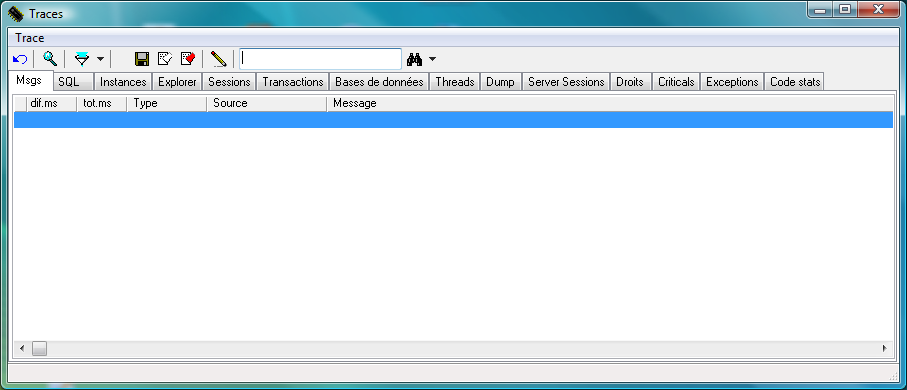 Traces
Trace
Msgs SQL Instances Explorer Sessions Transactions Bases de données Threads Dump Server Sessions Droits Criticals Exceptions Code stats
dif.ms tot.ms Type Source Message